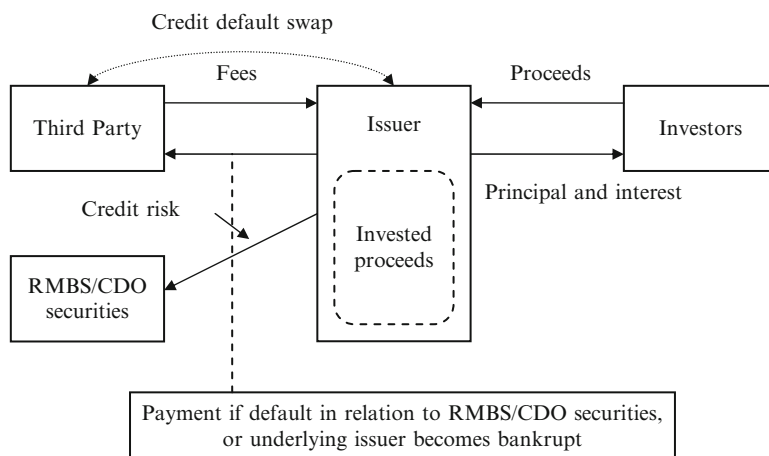 Credit default swap
Fees
Proceeds
Third Party
Issuer
Investors
Principal and interest
Credit risk
Invested
proceeds
RMBS/CDO
securities
Payment if default in relation to RMBS/CDO securities,
or underlying issuer becomes bankrupt